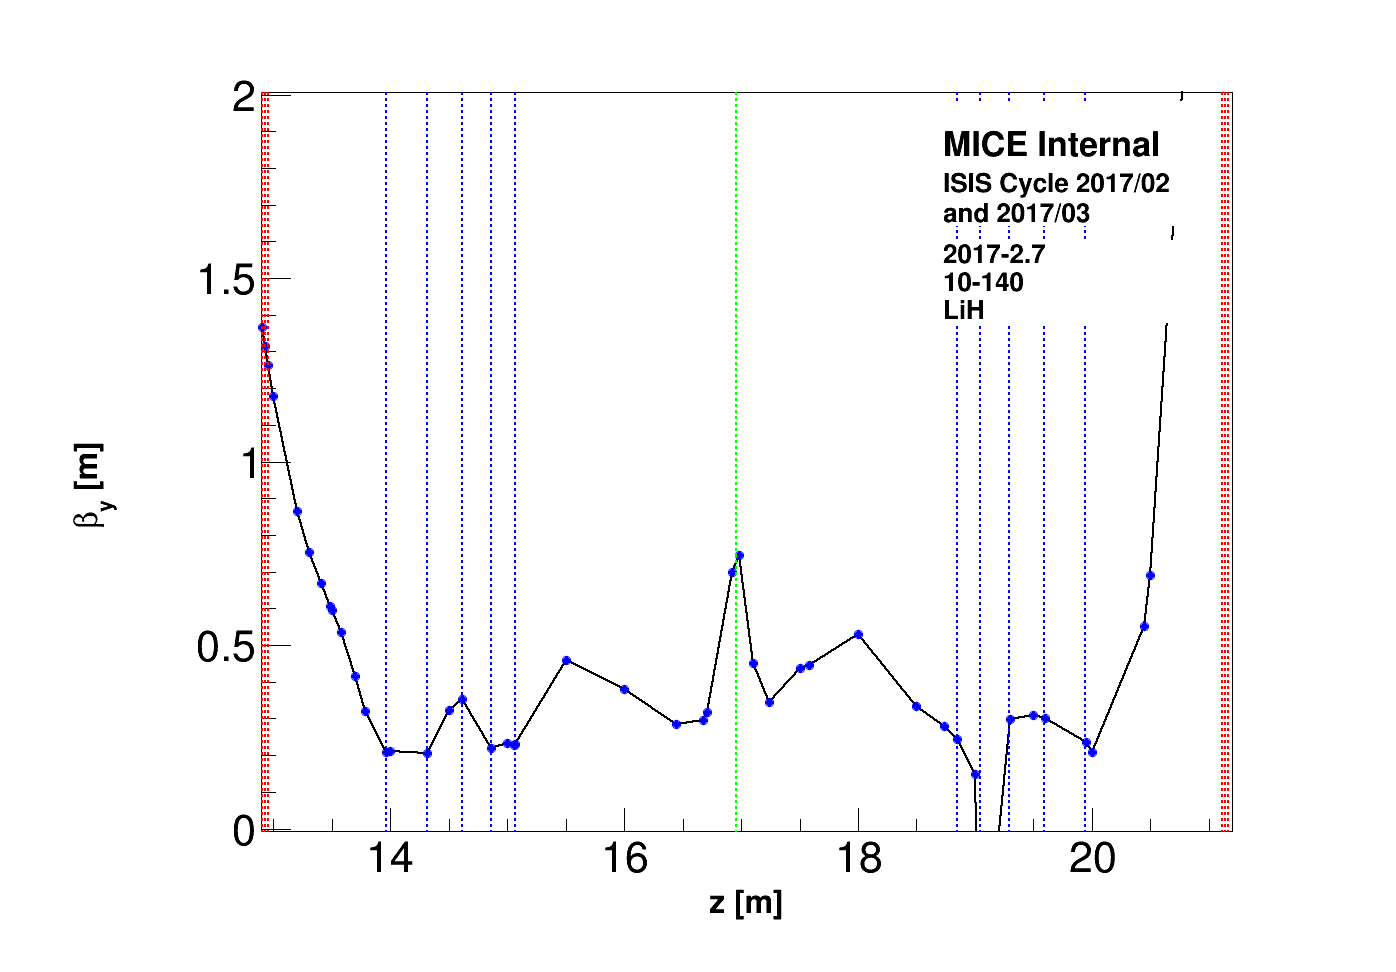 2
1.5
1
0.5
0
14 16 18 20
z [m]
βy [m]
MICE Internal
ISIS Cycle 2017/02
and 2017/03
2017-2.7
10-140
LiH